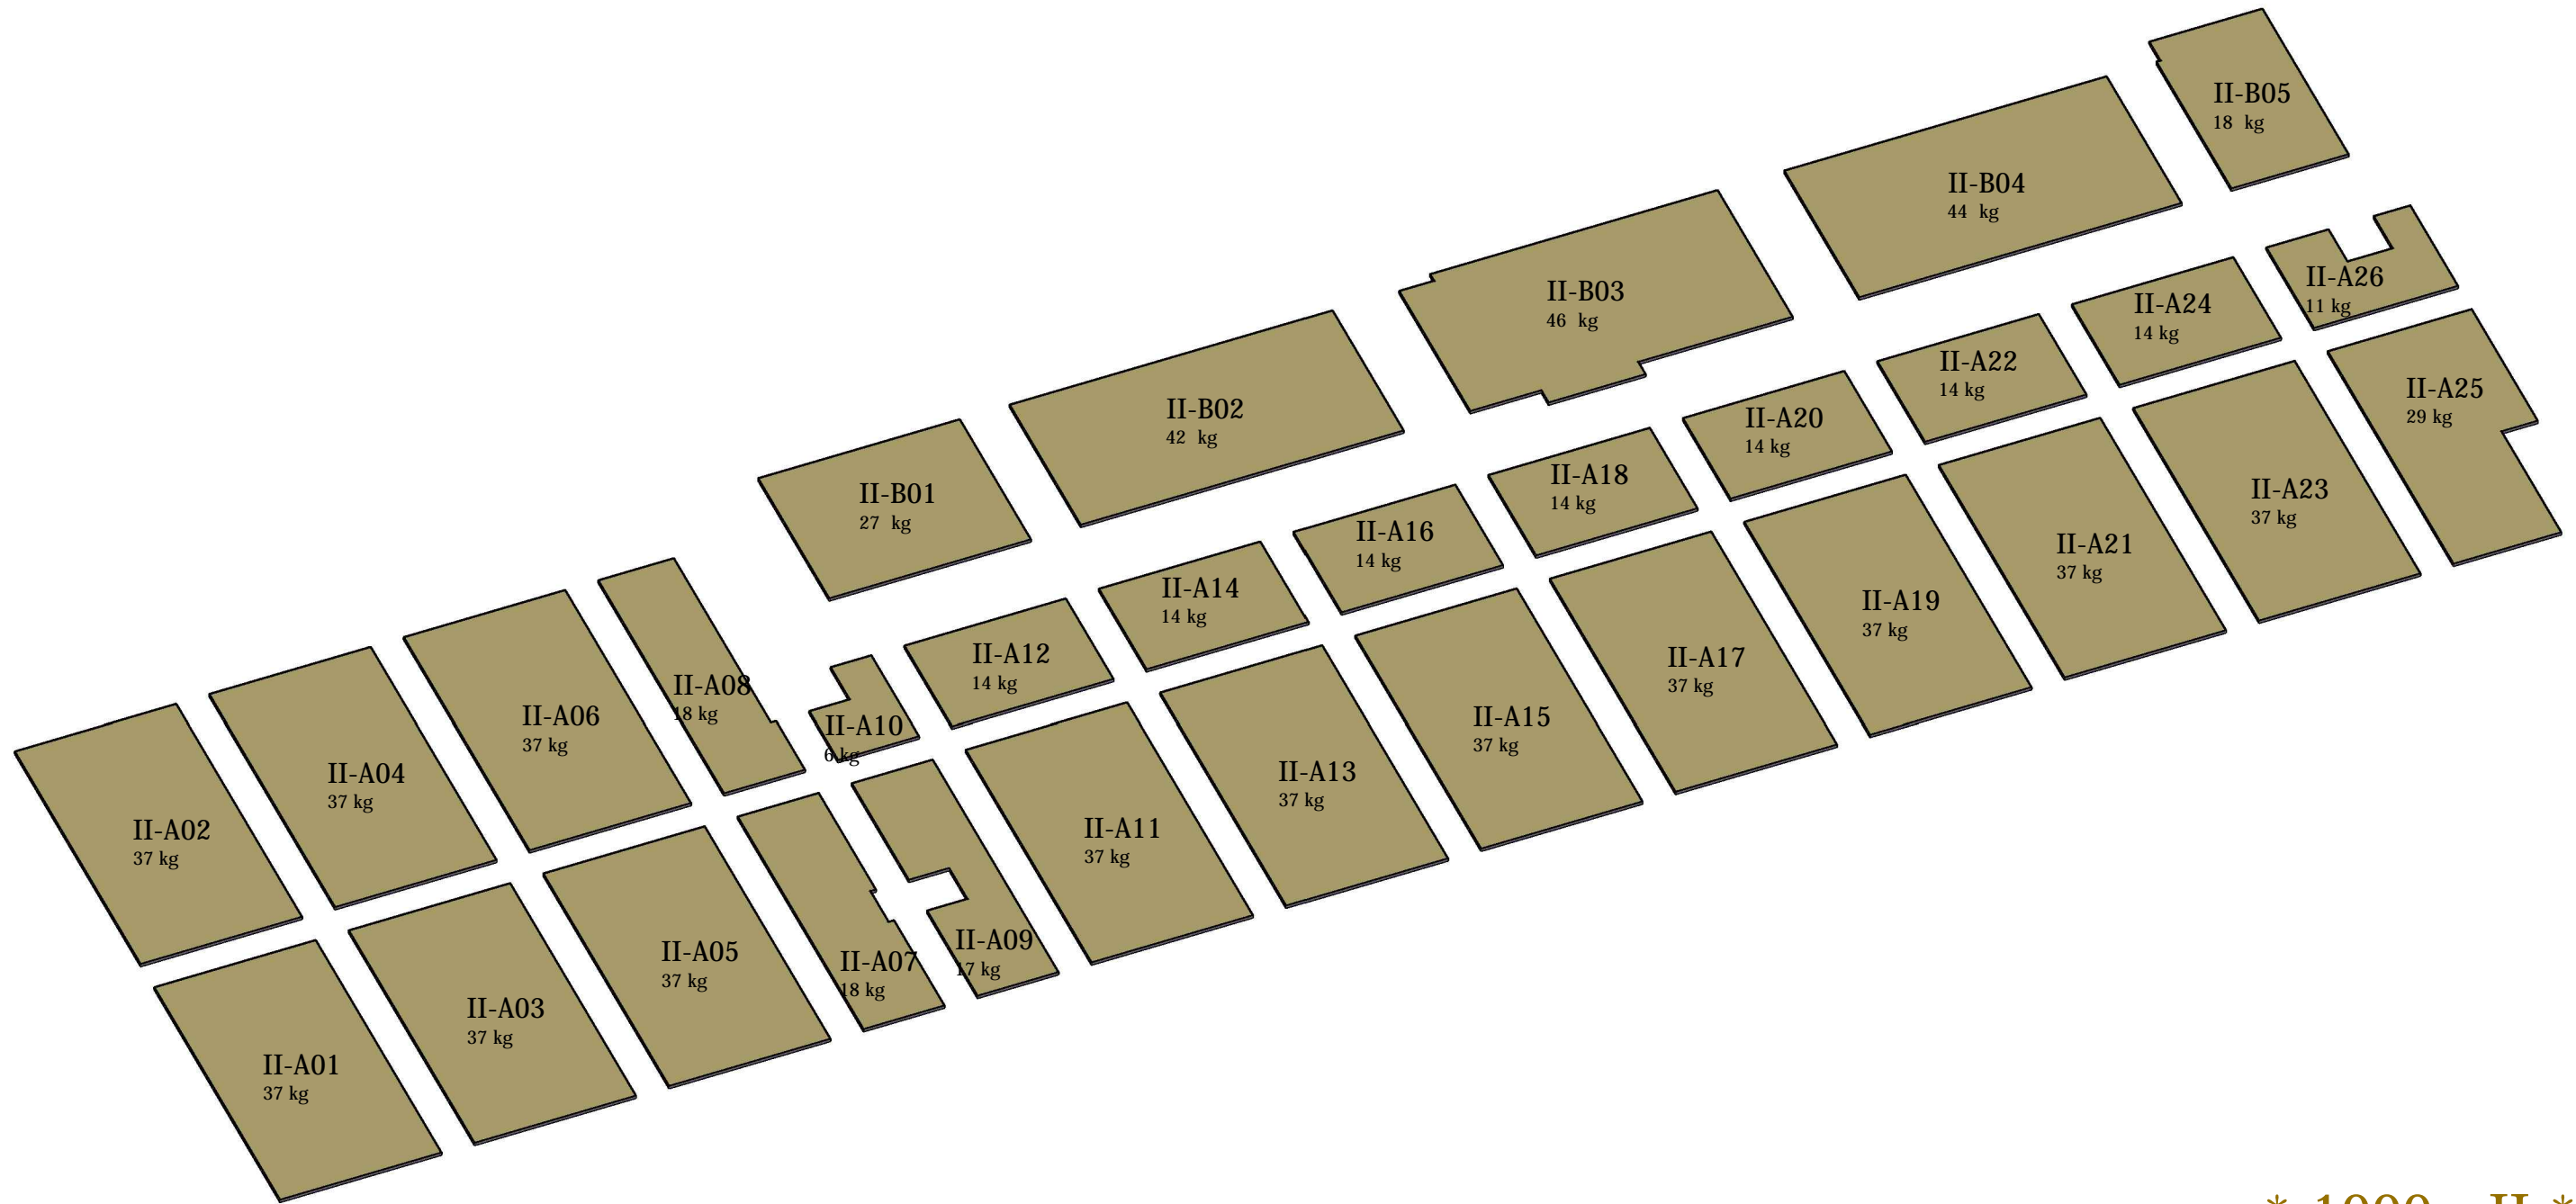 II-B05
18 kg
II-B04
44 kg
II-A26
11 kg
II-B03
46 kg
II-A24
14 kg
II-A22
14 kg
II-A25
29 kg
II-B02
42 kg
II-A20
14 kg
II-A18
14 kg
II-A23
37 kg
II-B01
27 kg
II-A16
14 kg
II-A21
37 kg
II-A14
14 kg
II-A19
37 kg
II-A12
14 kg
II-A17
37 kg
II-A08
18 kg
II-A06
37 kg
II-A10
6 kg
II-A15
37 kg
II-A04
37 kg
II-A13
37 kg
II-A02
37 kg
II-A11
37 kg
II-A09
17 kg
II-A05
37 kg
II-A07
18 kg
II-A03
37 kg
II-A01
37 kg